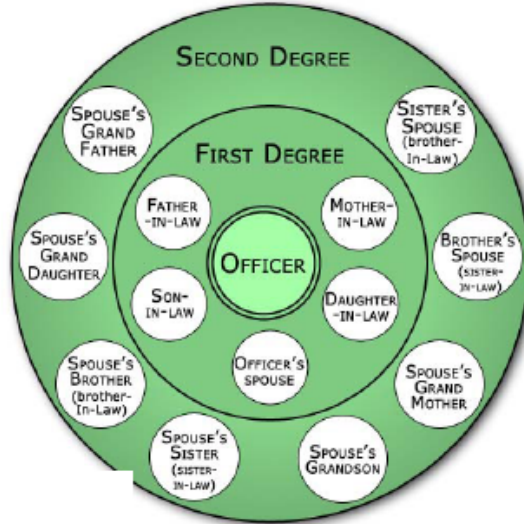 SECOND DEGREE
SPOUSE'S
GRAND
FATHER
SISTER'S
SPOUSE
(brother-
In-Law)
FIRST DEGREE
FATHER
-IN-LAW
MOTHER-
IN-LAW
SPOUSE'S
GRAND
DAUGHTER
OFFICER
BROTHER'S
SPOUSE
(SISTER-
IN-LAW)
SON-
IN-LAW
DAUGHTER
-IN-LAW
SPOUSE'S
BROTHER
(brother-
In-Law)
OFFICER'S
SPOUSE
SPOUSE'S
GRAND
MOTHER
SPOUSE'S
SISTER
(SISTER-
IN-LAW)
SPOUSE'S
GRANDSON